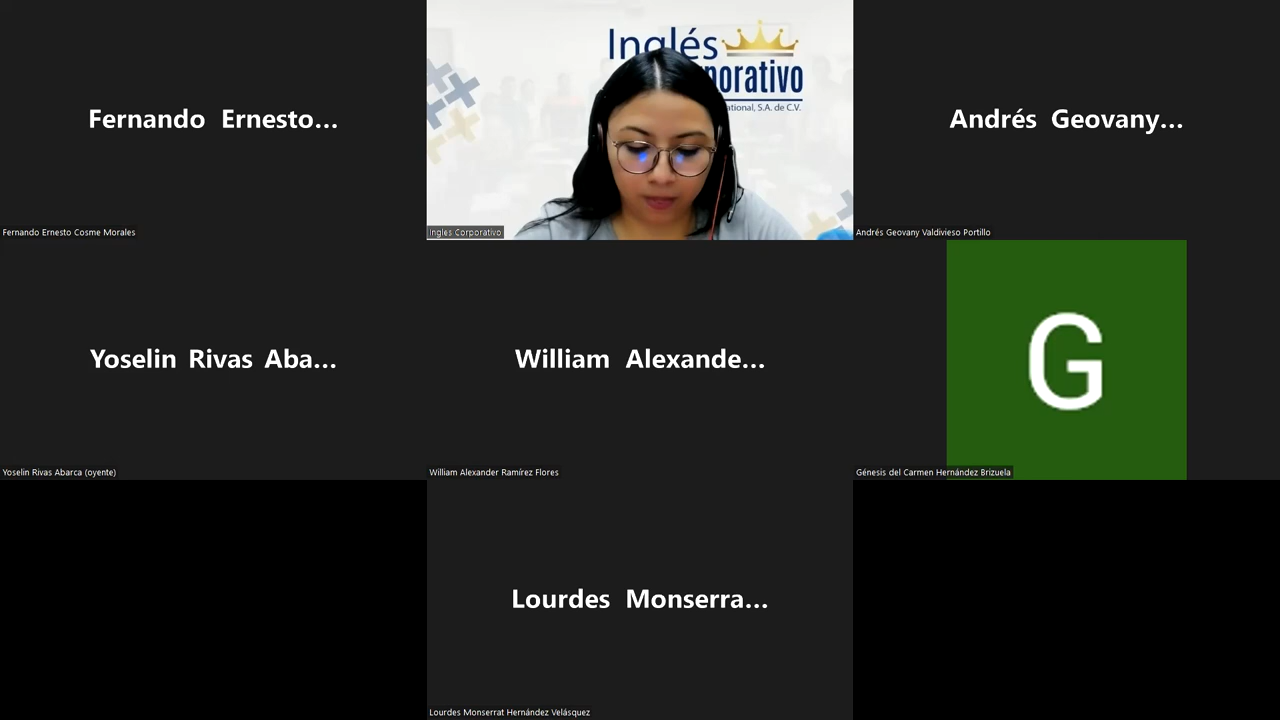 Fernando Ernesto...
Fernando Ernesto Cosme Morales
Inglés
porativo
national, S.A. de C.V.
Ingles Corporativo
Andrés Geovany...
Andrés Geovany Valdivieso Portillo
Yoselin Rivas Aba...
Yoselin Rivas Abarca (oyente)
William Alexande...
William Alexander Ramírez Flores
G
Génesis del Carmen Hernández Brizuela
Lourdes Monserra...
Lourdes Monserrat Hernández Velásquez